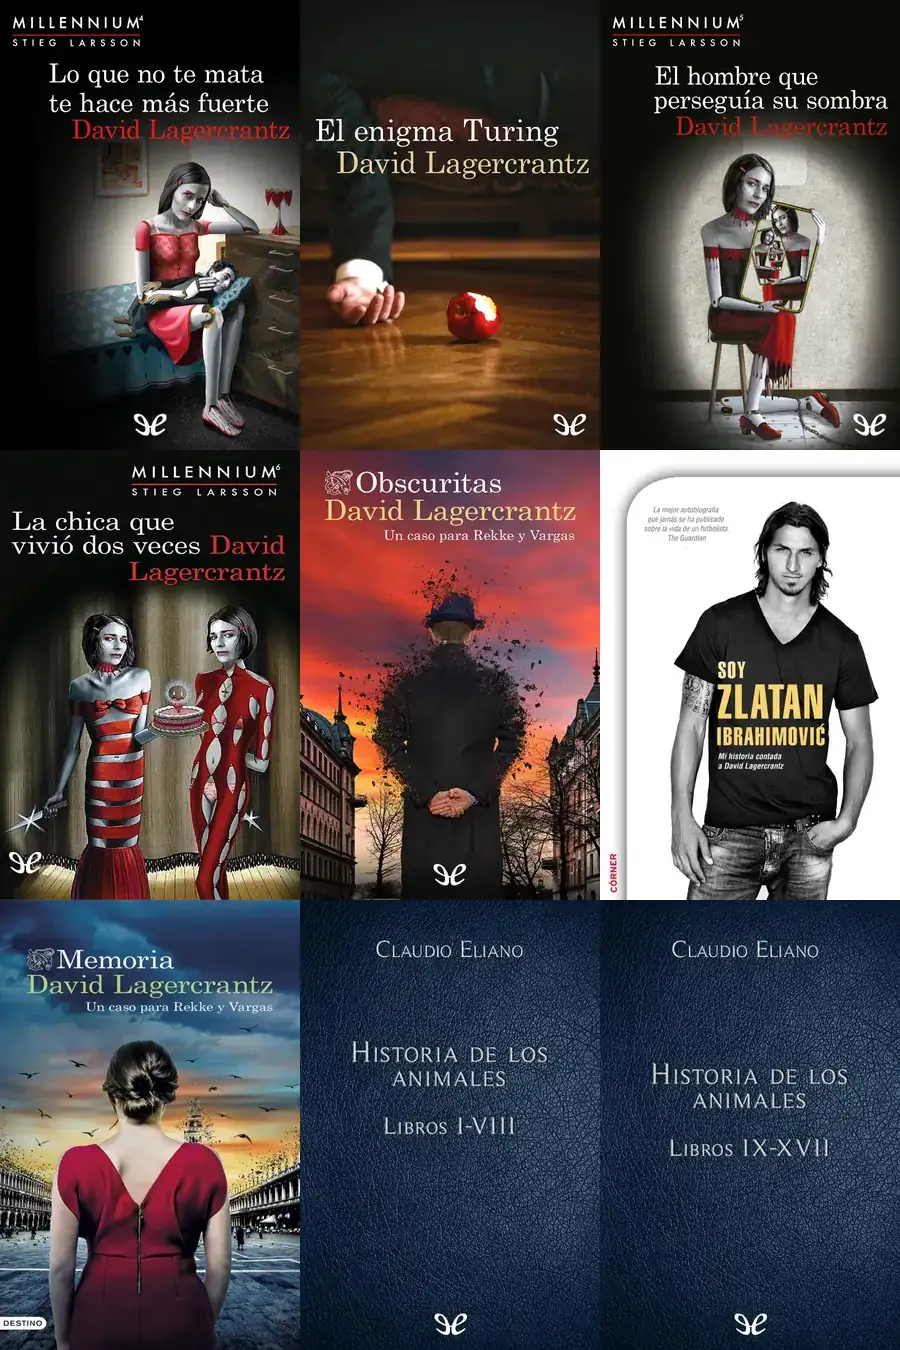 MILLENNIUM4
STIEG LARSSON
Lo que no te mata
te hace más fuerte
David Lagercrantz
El enigma Turing
David Lagercrantz
MILLENNIUM5
STIEG LARSSON
El hombre que
perseguía su sombra
David Lagercrantz
MILLENNIUM6
STIEG LARSSON
La chica que
vivió dos veces David
Lagercrantz
Obscuritas
David Lagercrantz
Un caso para Rekke y Vargas
La mejor autobiografía
que jamás se ha publicado
sobre la vida de un futbolista.
The Guardian
SOY
ZLATAN
IBRAHIMOVIĆ
Mi historia contada
a David Lagercrantz
CÓRNER
Memoria
David Lagercrantz
Un caso para Rekke y Vargas
DESTINO
CLAUDIO ELIANO
HISTORIA DE LOS
ANIMALES
LIBROS I-VIII
CLAUDIO ELIANO
HISTORIA DE LOS
ANIMALES
LIBROS IX-XVII